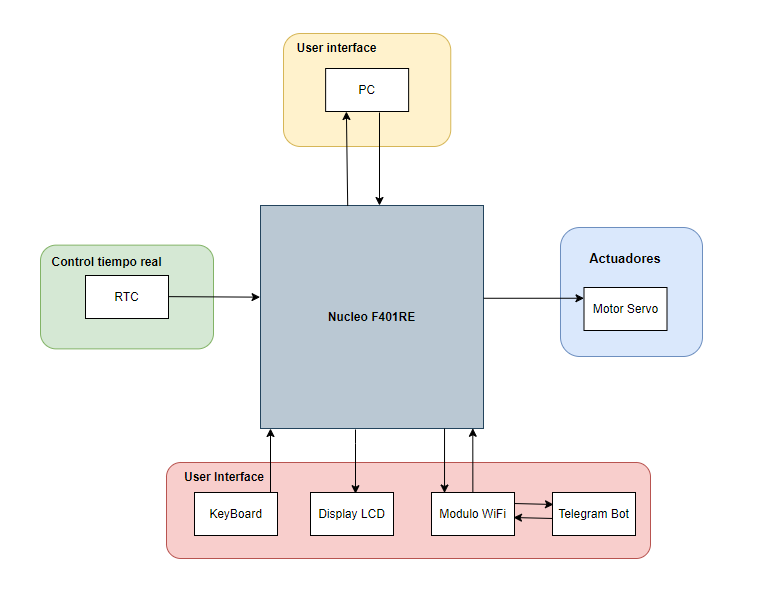 User interface
PC
Control tiempo real
RTC
Nucleo F401RE
Actuadores
Motor Servo
User Interface
KeyBoard
Display LCD
Modulo WiFi
Telegram Bot